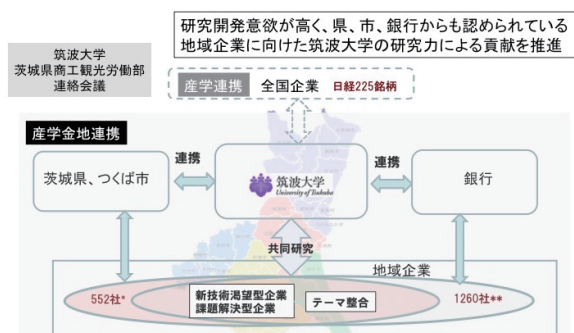 研究開発意欲が高く、県、市、銀行からも認められている
地域企業に向けた筑波大学の研究力による貢献を推進
筑波大学
茨城県商工観光労働部
連絡会議
産学連携 全国企業 日経225銘柄
産学金地連携
茨城県、つくば市
連携
筑波大学
University of Tsukuba
連携
銀行
共同研究
地域企業
552社*
新技術渇望型企業
課題解決型企業
テーマ整合
1260社**